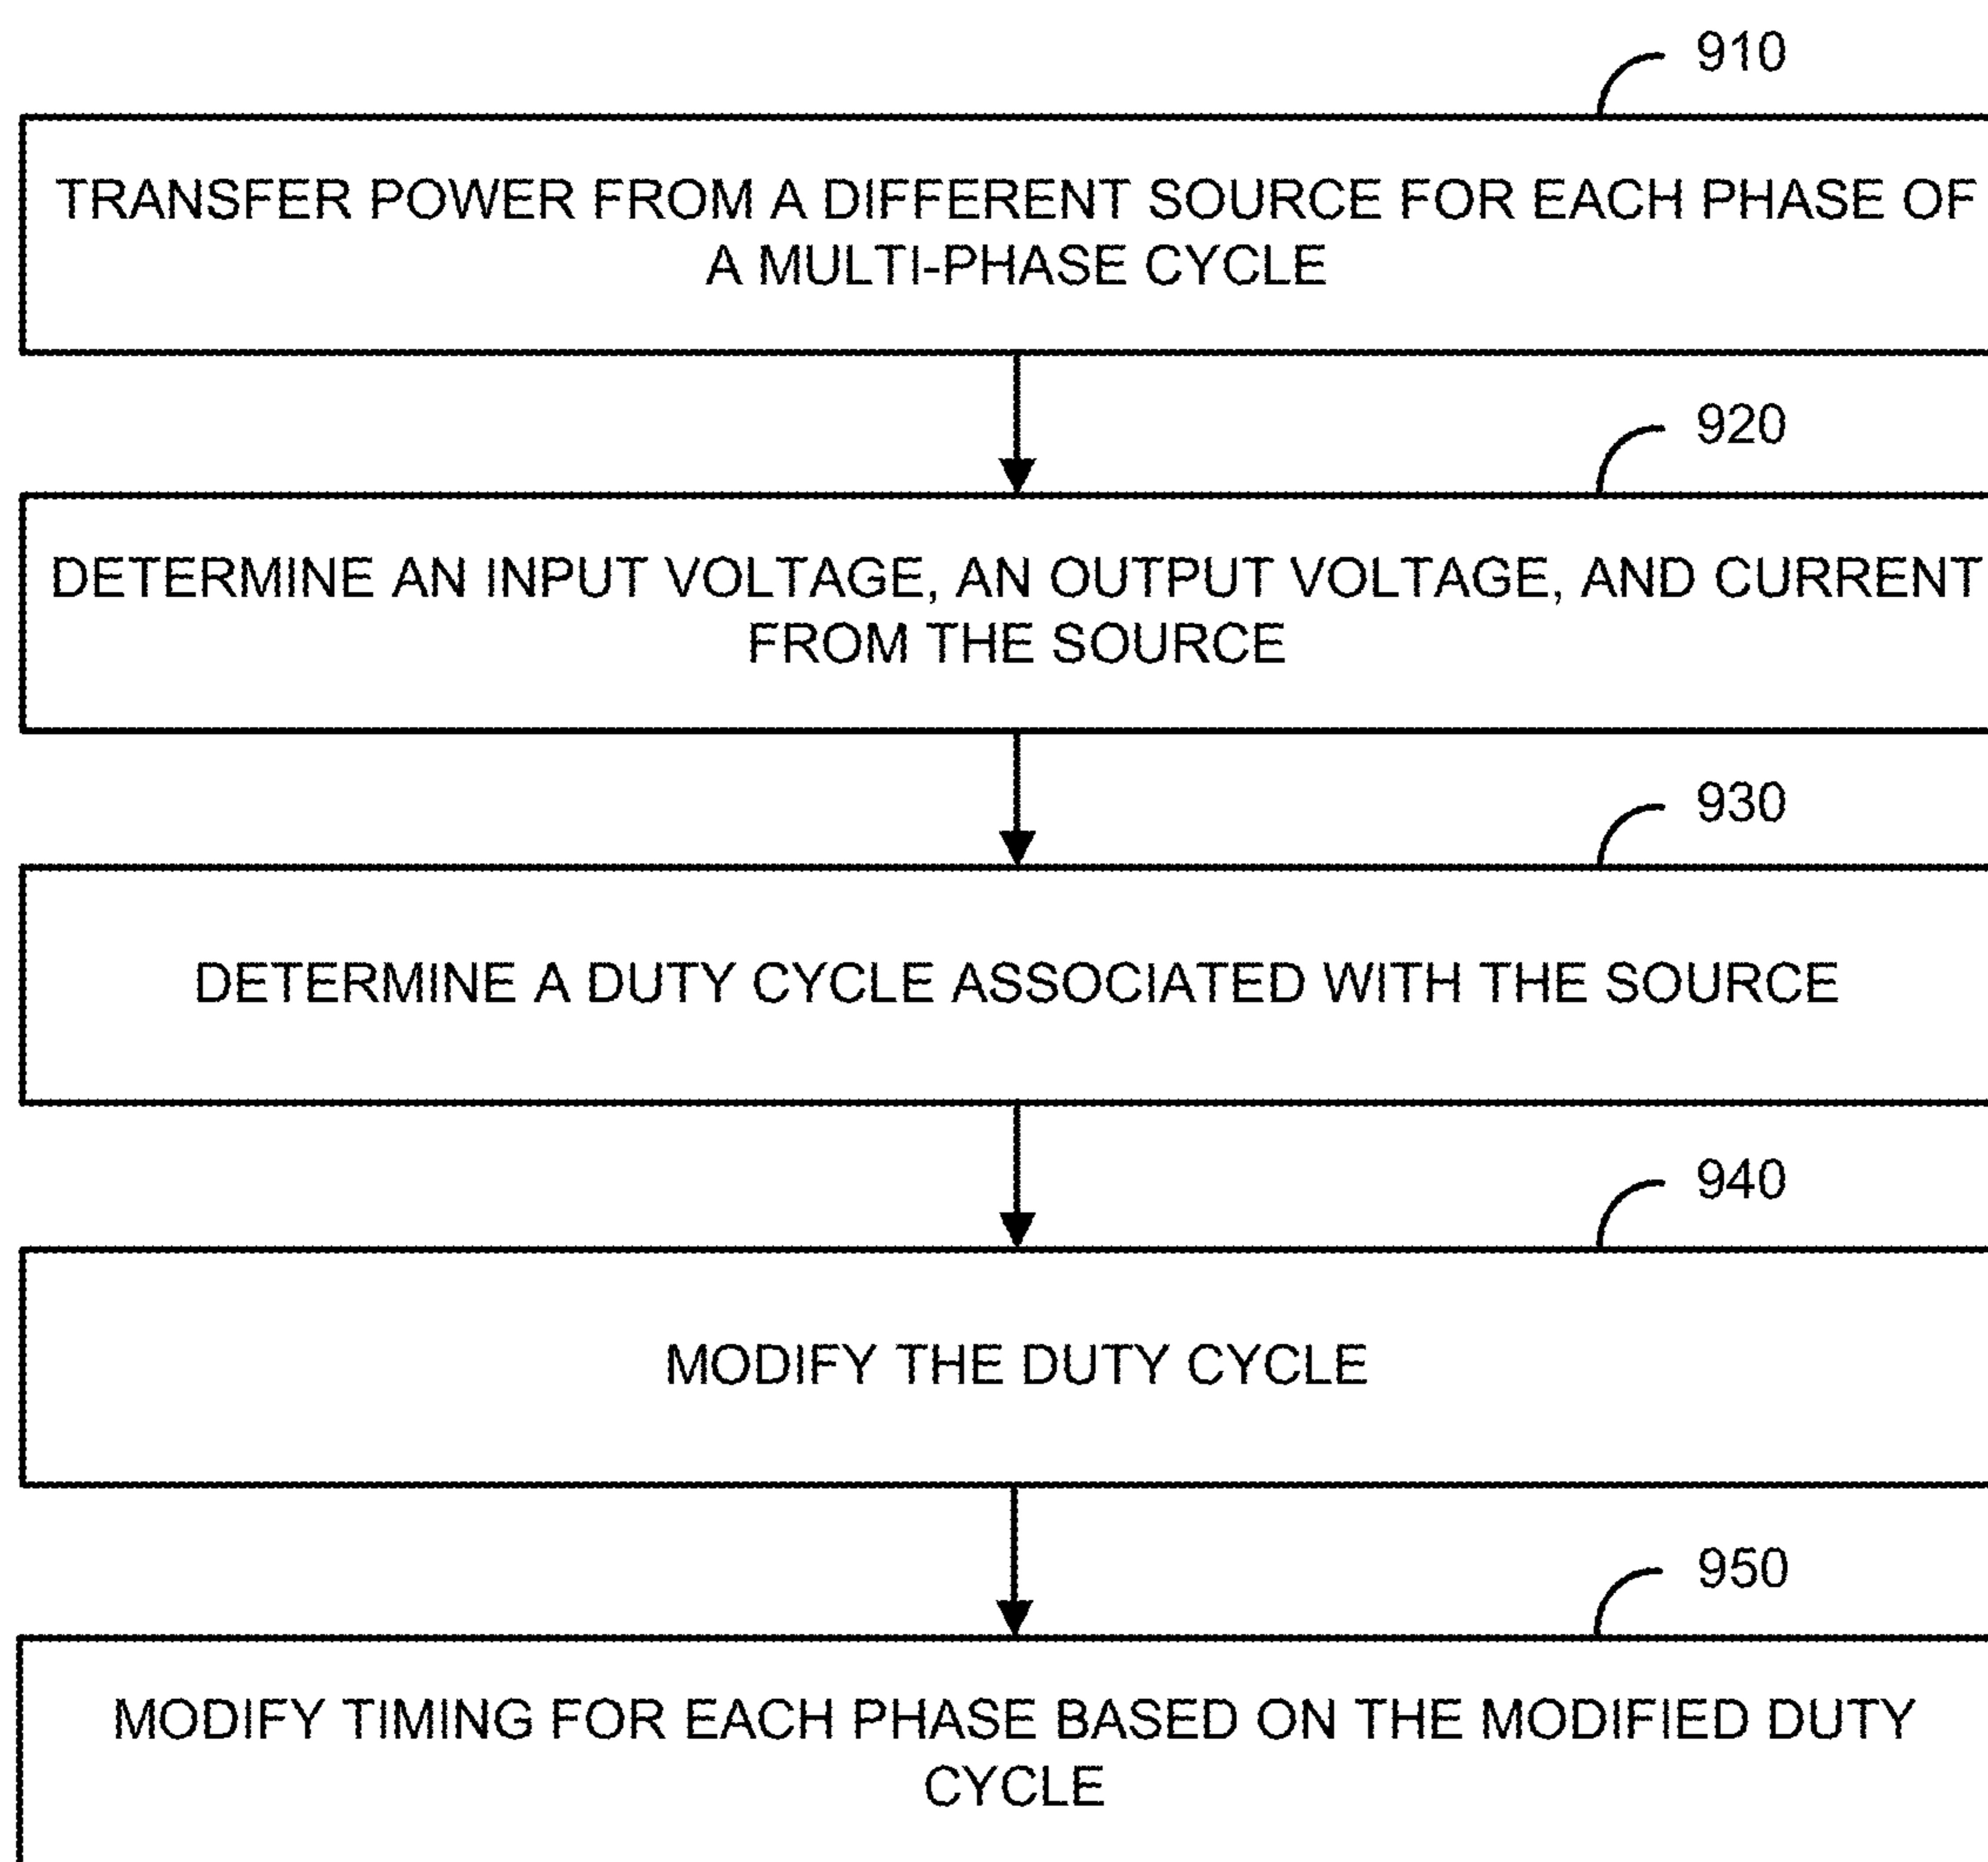 910
TRANSFER POWER FROM A DIFFERENT SOURCE FOR EACH PHASE OF
A MULTI-PHASE CYCLE
920
DETERMINE AN INPUT VOLTAGE, AN OUTPUT VOLTAGE, AND CURRENT
FROM THE SOURCE
930
DETERMINE A DUTY CYCLE ASSOCIATED WITH THE SOURCE
940
MODIFY THE DUTY CYCLE
950
MODIFY TIMING FOR EACH PHASE BASED ON THE MODIFIED DUTY
CYCLE